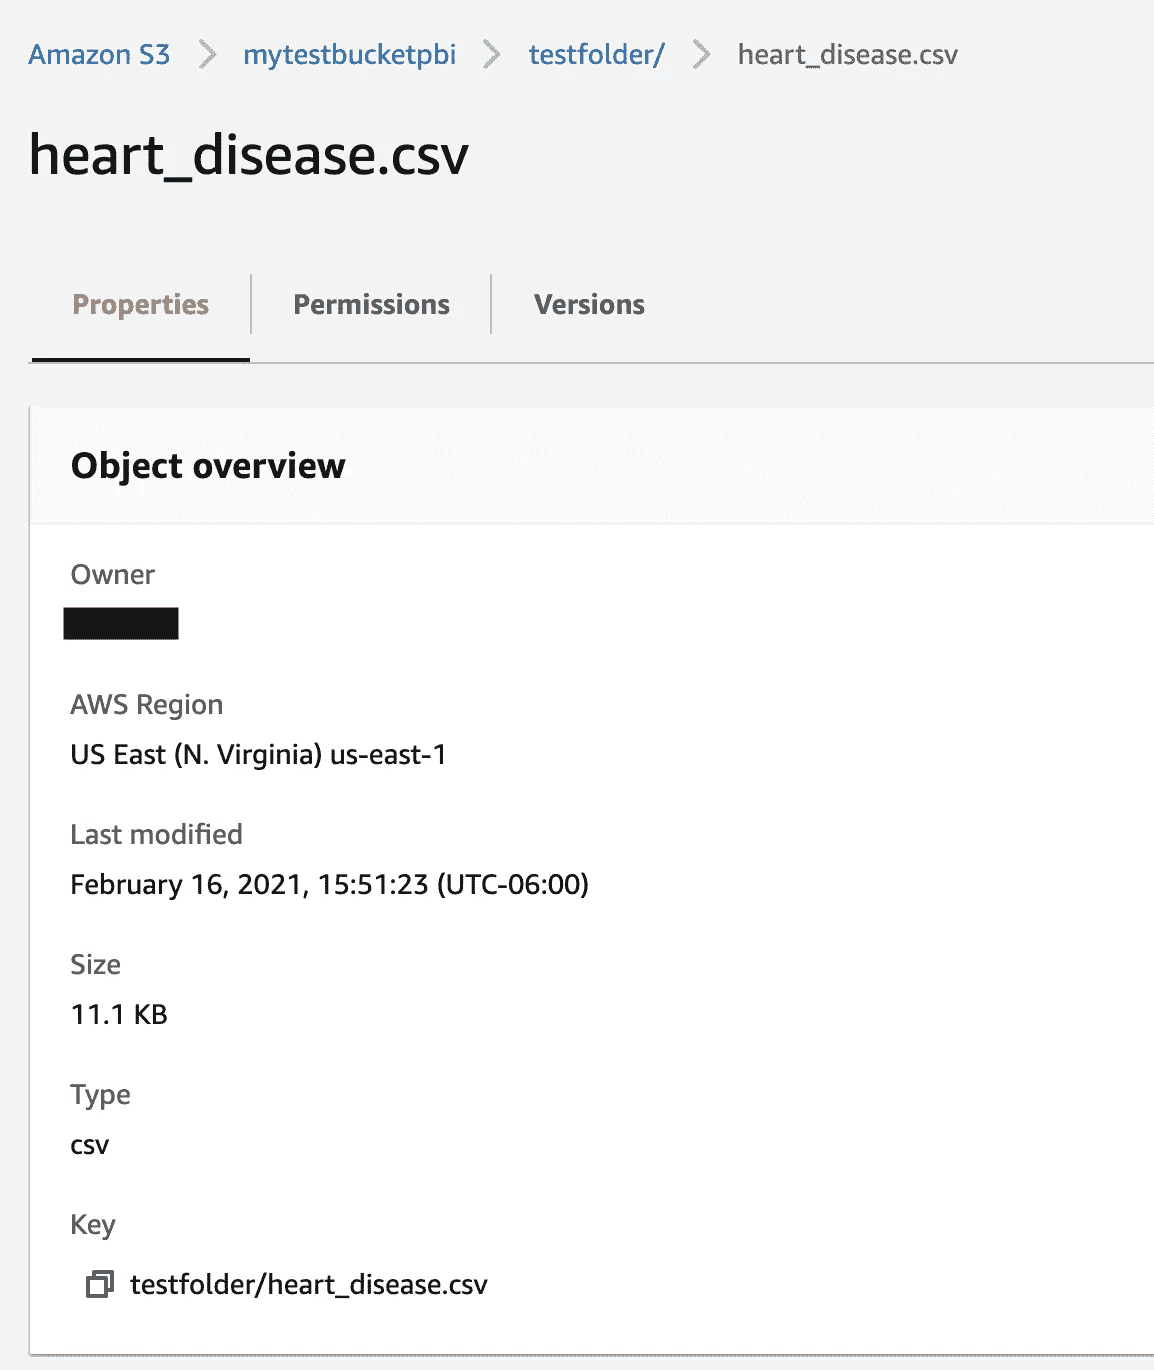 Amazon S3 > mytestbucketpbi > testfolder/ > heart_disease.csv
heart_disease.csv
Properties Permissions Versions
Object overview
Owner
AWS Region
US East (N. Virginia) us-east-1
Last modified
February 16, 2021, 15:51:23 (UTC-06:00)
Size
11.1 KB
Type
csv
Key
testfolder/heart_disease.csv